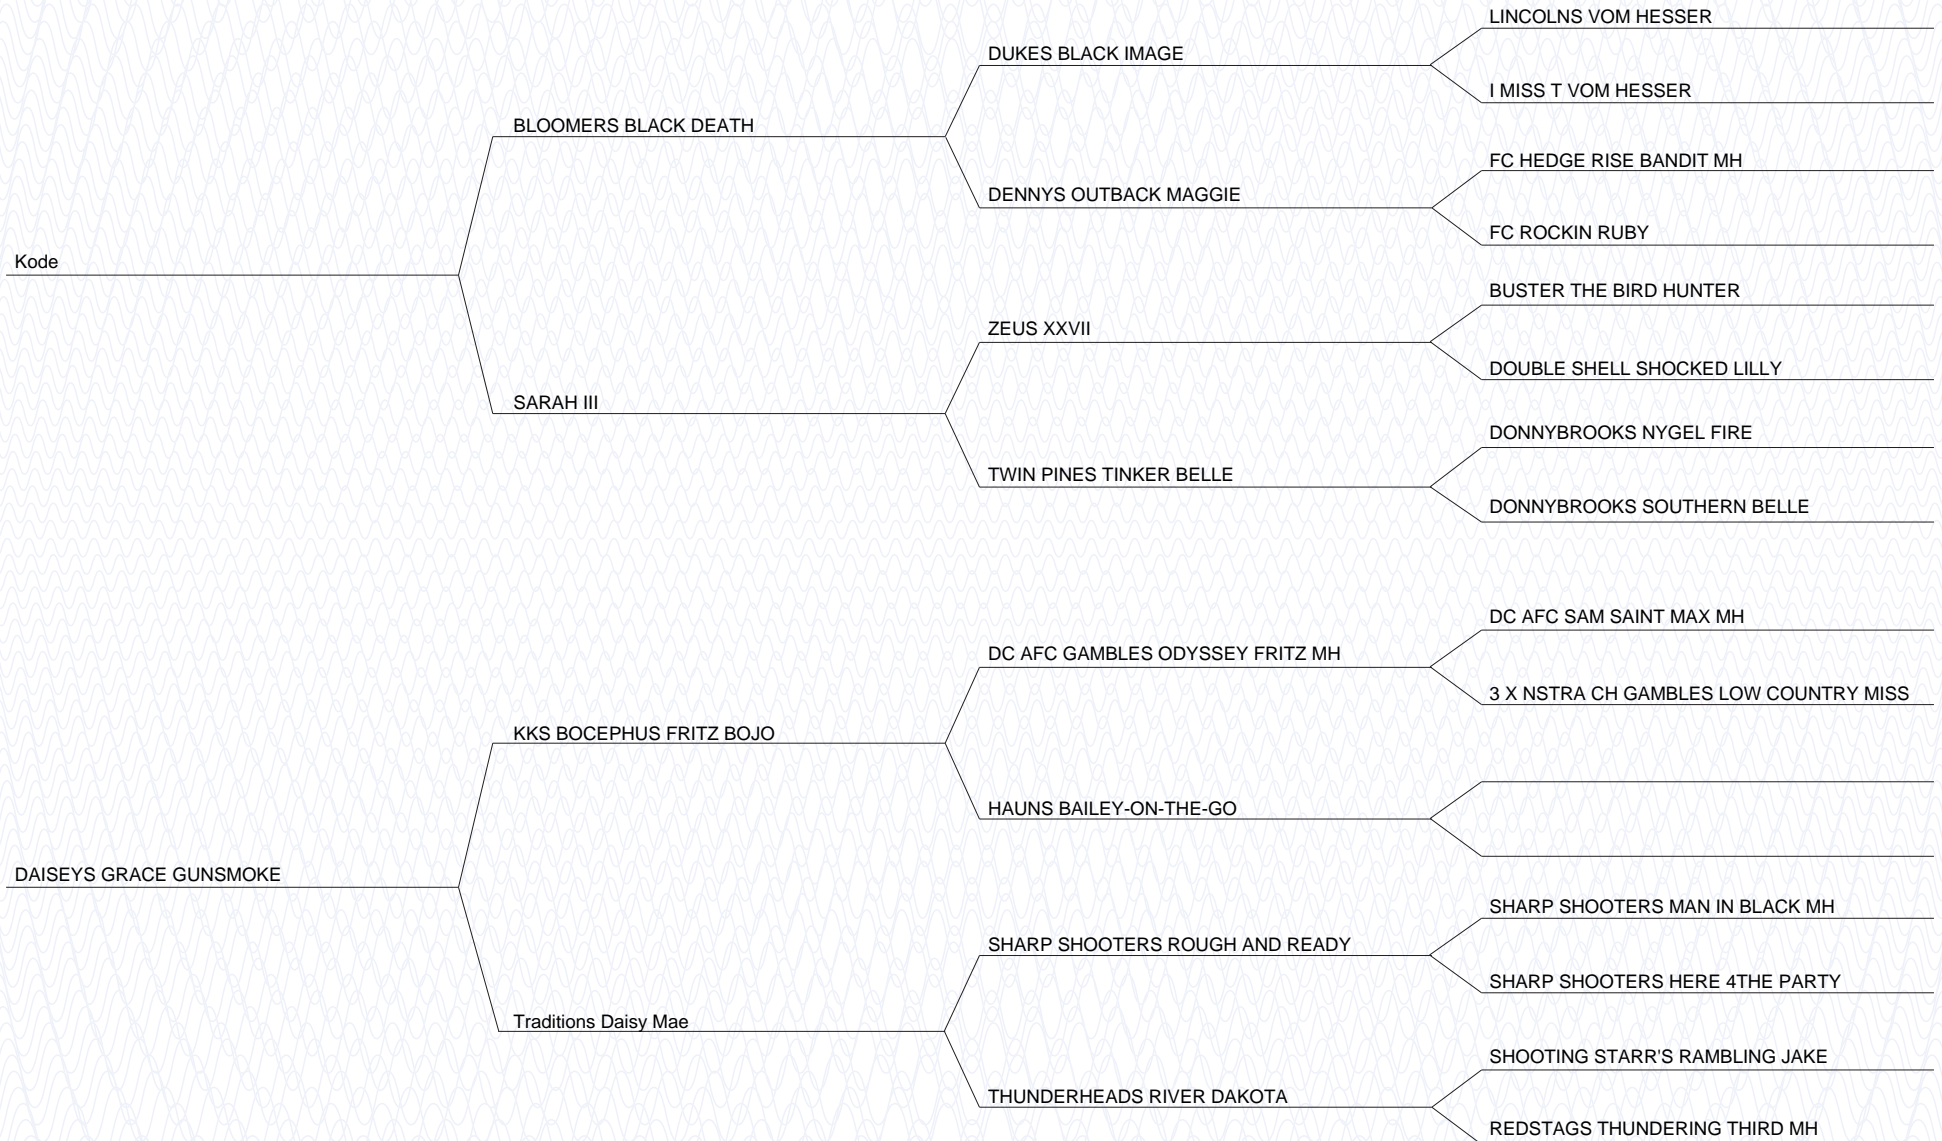 LINCOLNS VOM HESSER
DUKES BLACK IMAGE
I MISS T VOM HESSER
BLOOMERS BLACK DEATH
FC HEDGE RISE BANDIT MH
DENNYS OUTBACK MAGGIE
FC ROCKIN RUBY
Kode
BUSTER THE BIRD HUNTER
ZEUS XXVII
DOUBLE SHELL SHOCKED LILLY
SARAH III
DONNYBROOKS NYGEL FIRE
TWIN PINES TINKER BELLE
DONNYBROOKS SOUTHERN BELLE
DC AFC SAM SAINT MAX MH
DC AFC GAMBLES ODYSSEY FRITZ MH
3 X NSTRA CH GAMBLES LOW COUNTRY MISS
KKS BOCEPHUS FRITZ BOJO
HAUNS BAILEY-ON-THE-GO
DAISEYS GRACE GUNSMOKE
SHARP SHOOTERS MAN IN BLACK MH
SHARP SHOOTERS ROUGH AND READY
SHARP SHOOTERS HERE 4THE PARTY
Traditions Daisy Mae
SHOOTING STARR'S RAMBLING JAKE
THUNDERHEADS RIVER DAKOTA
REDSTAGS THUNDERING THIRD MH